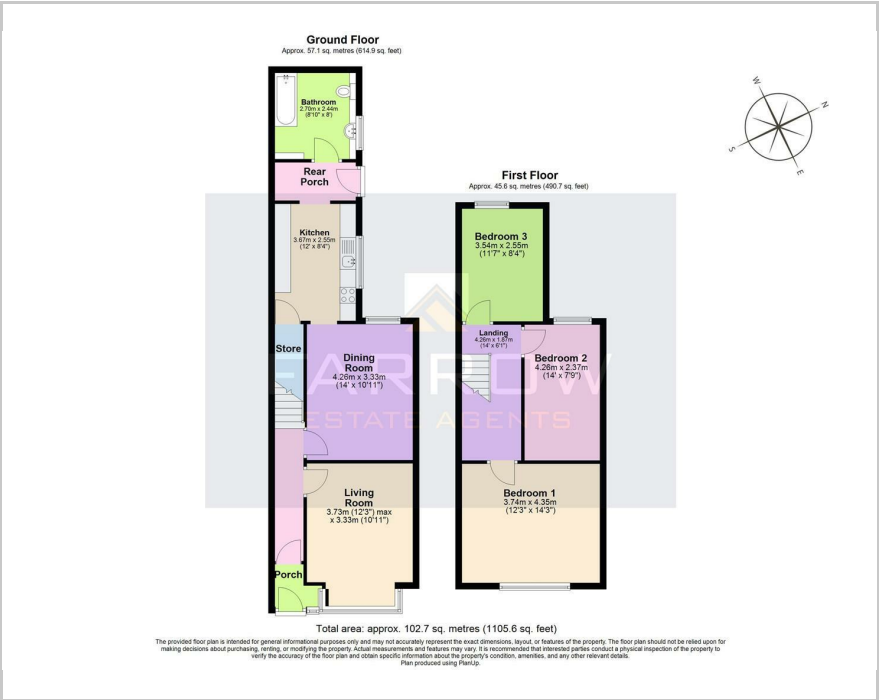 Ground Floor
Approx. 57.1 sq. metres (614.9 sq. feet)
Bathroom
2.70m x 2.44m
(8'10" x 8')
Rear
Porch
Kitchen
3.67m x 2.55m
(12' x 8'4")
Store
Dining
Room
4.26m x 3.33m
(14' x 10'11")
Living
Room
3.73m (12'3") max
x 3.33m (10'11")
Porch
First Floor
Approx. 45.6 sq. metres (490.7 sq. feet)
Bedroom 3
3.54m x 2.55m
(11'7" x 8'4")
Landing
4.26m x 1.87m
(14' x 6'1")
Bedroom 2
4.26m x 2.37m
(14' x 7'9")
Bedroom 1
3.74m x 4.35m
(12'3" x 14'3")
W
N
S
E
FARROW
ESTATE AGENTS
Total area: approx. 102.7 sq. metres (1105.6 sq. feet)
The provided floor plan is intended for general informational purposes only and may not accurately represent the exact dimensions, layout, or features of the property. The floor plan should not be relied upon for
making decisions about purchasing, renting, or modifying the property. Actual measurements and features may vary. It is recommended that interested parties conduct a physical inspection of the property to
verify the accuracy of the floor plan and obtain specific information about the property's condition, amenities, and any other relevant details.
Plan produced using PlanUp.